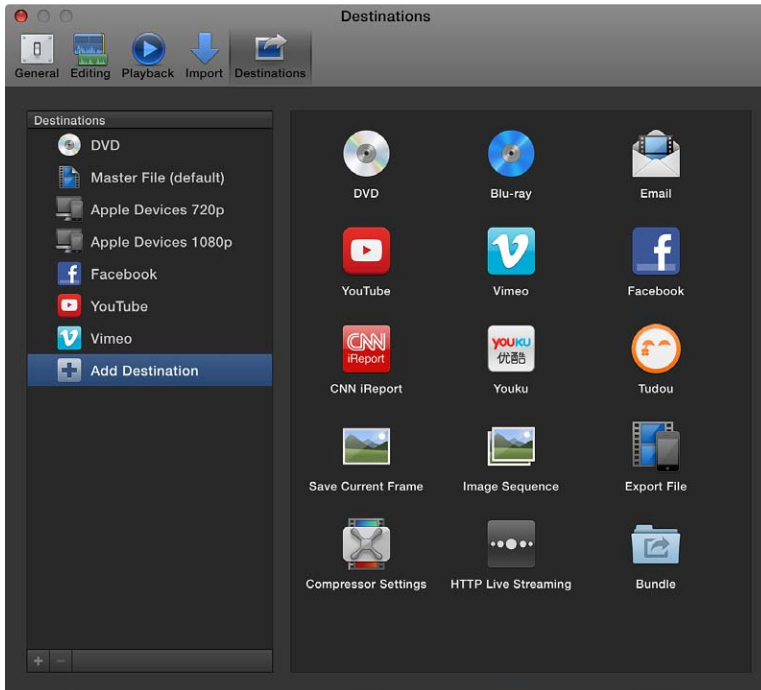 Destinations
General Editing Playback Import Destinations
Destinations
DVD
Master File (default)
Apple Devices 720p
Apple Devices 1080p
Facebook
YouTube
Vimeo
Add Destination
DVD Blu-ray Email
YouTube Vimeo Facebook
CNN
iReport
YOUKU
优酷
CNN iReport Youku Tudou
Save Current Frame Image Sequence Export File
Compressor Settings HTTP Live Streaming Bundle